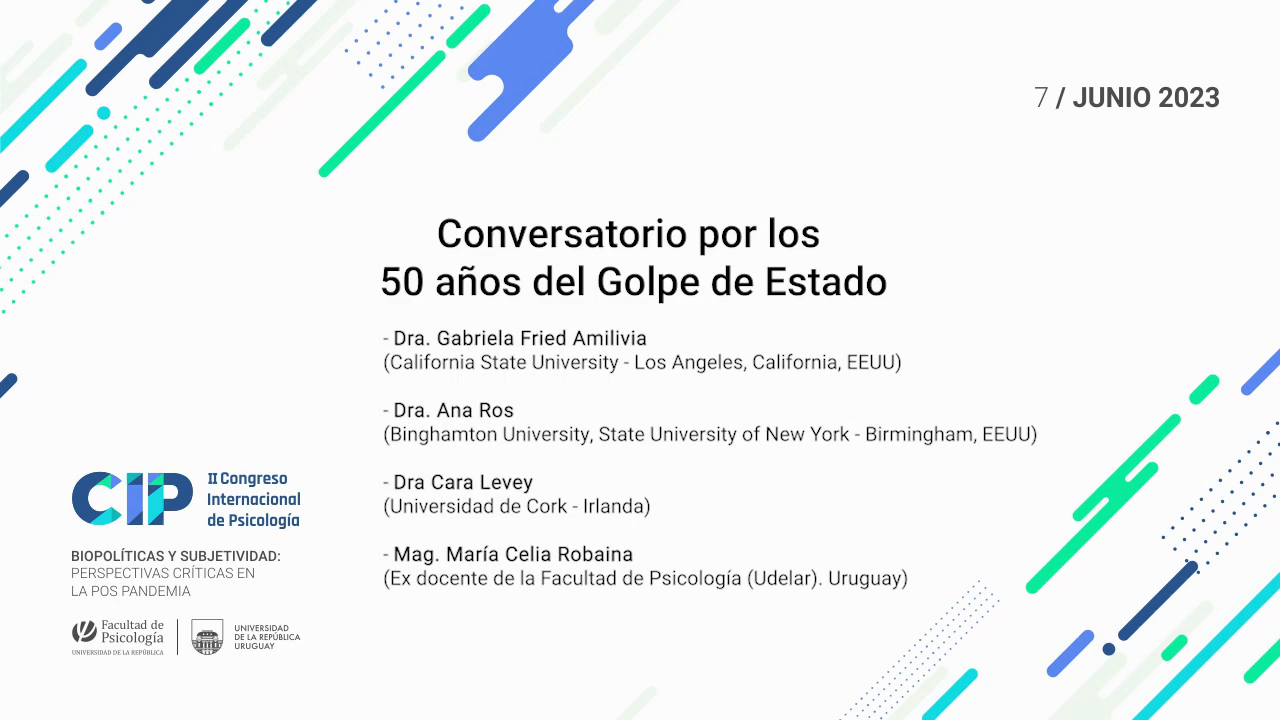 7 / JUNIO 2023
Conversatorio por los
50 años del Golpe de Estado
- Dra. Gabriela Fried Amilivia
(California State University - Los Angeles, California, EEUU)
- Dra. Ana Ros
(Binghamton University, State University of New York - Birmingham, EEUU)
- Dra Cara Levey
(Universidad de Cork - Irlanda)
- Mag. María Celia Robaina
(Ex docente de la Facultad de Psicología (Udelar). Uruguay)
CIP
II Congreso
Internacional
de Psicología
BIOPOLÍTICAS Y SUBJETIVIDAD:
PERSPECTIVAS CRÍTICAS EN
LA POS PANDEMIA
Facultad de
Psicología
UNIVERSIDAD DE LA REPÚBLICA
UNIVERSIDAD
DE LA REPÚBLICA
URUGUAY